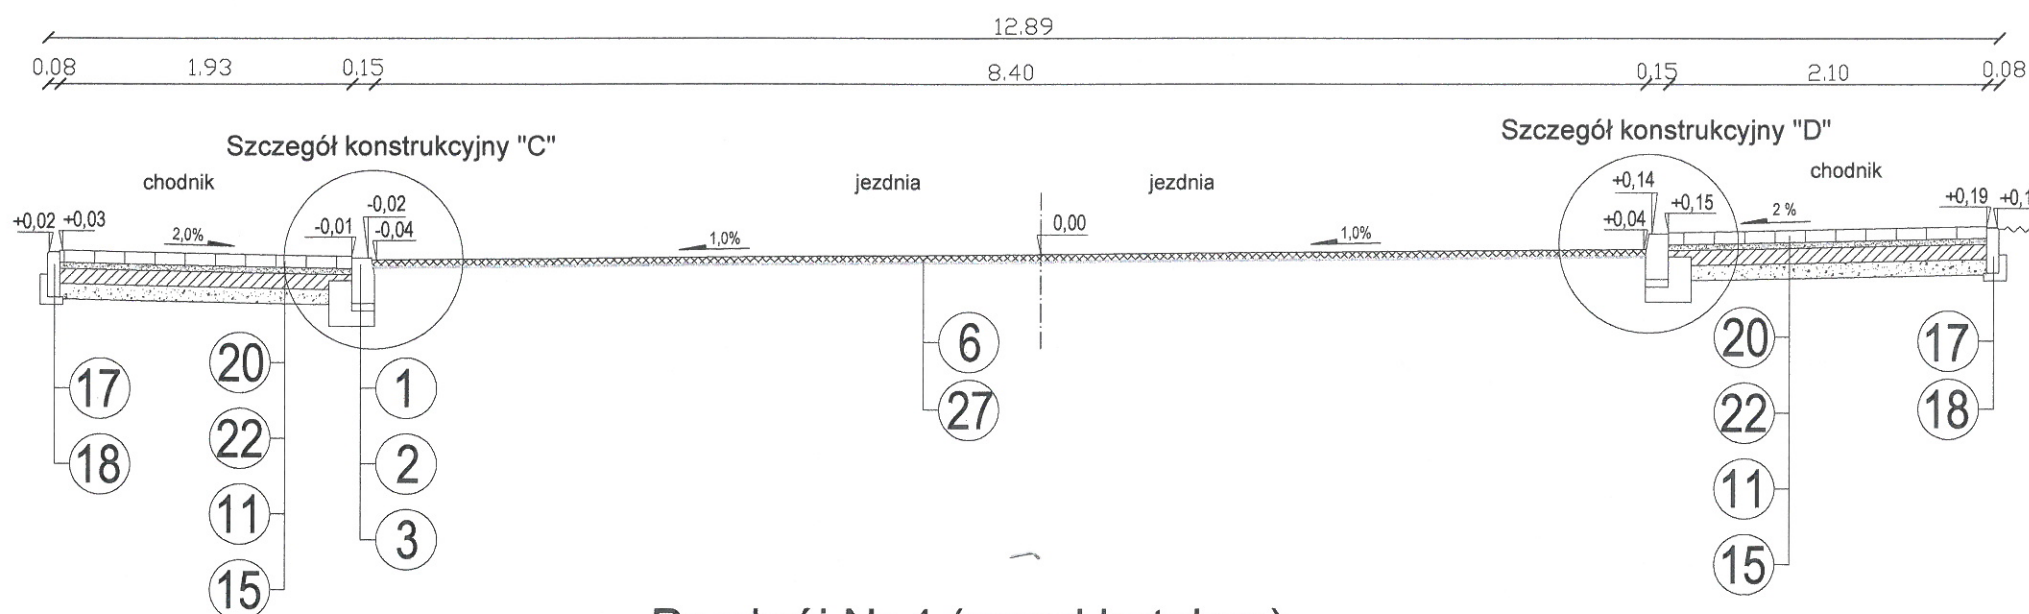 12.89
0.08 1.93 0.15 8.40 0.15 2.10 0.08
Szczegół konstrukcyjny "C" Szczegół konstrukcyjny "D"
chodnik jezdnia jezdnia chodnik
+0,02 +0,03 2,0% -0,01 -0,02 -0,04 1,0% 0,00 1,0% +0,04 +0,14 +0,15 2 % +0,19
20 6 20 17
17 1 27 22 18
22 2 11
18 11 3 15
15